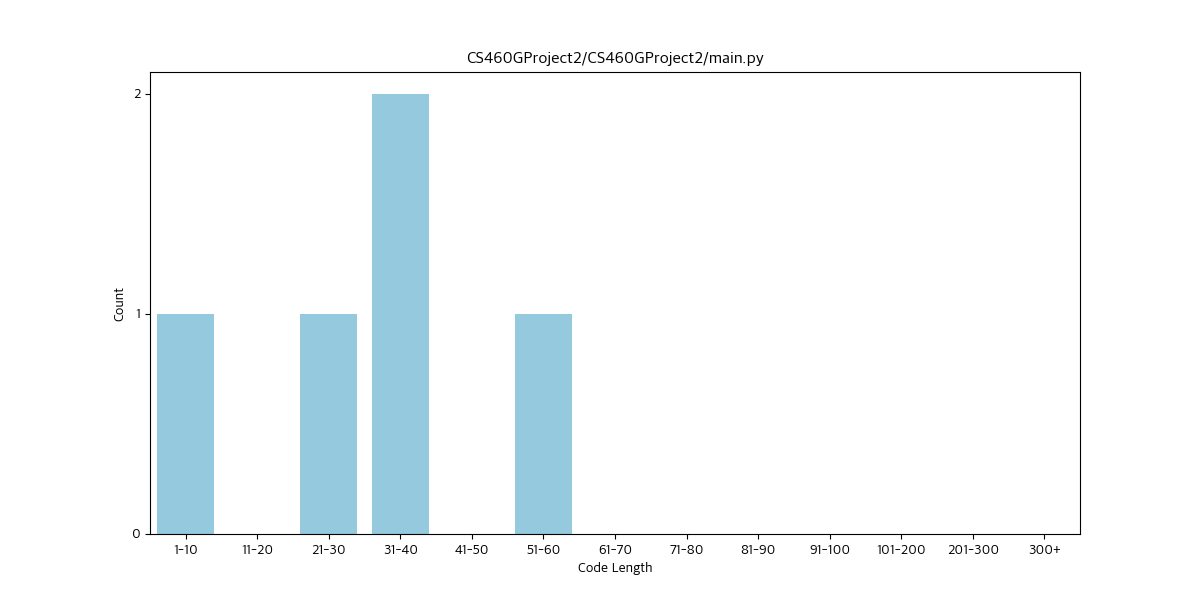 CS460GProject2/CS460GProject2/main.py
2
1
0
Count
1-10 11-20 21-30 31-40 41-50 51-60 61-70 71-80 81-90 91-100 101-200 201-300 300+
Code Length